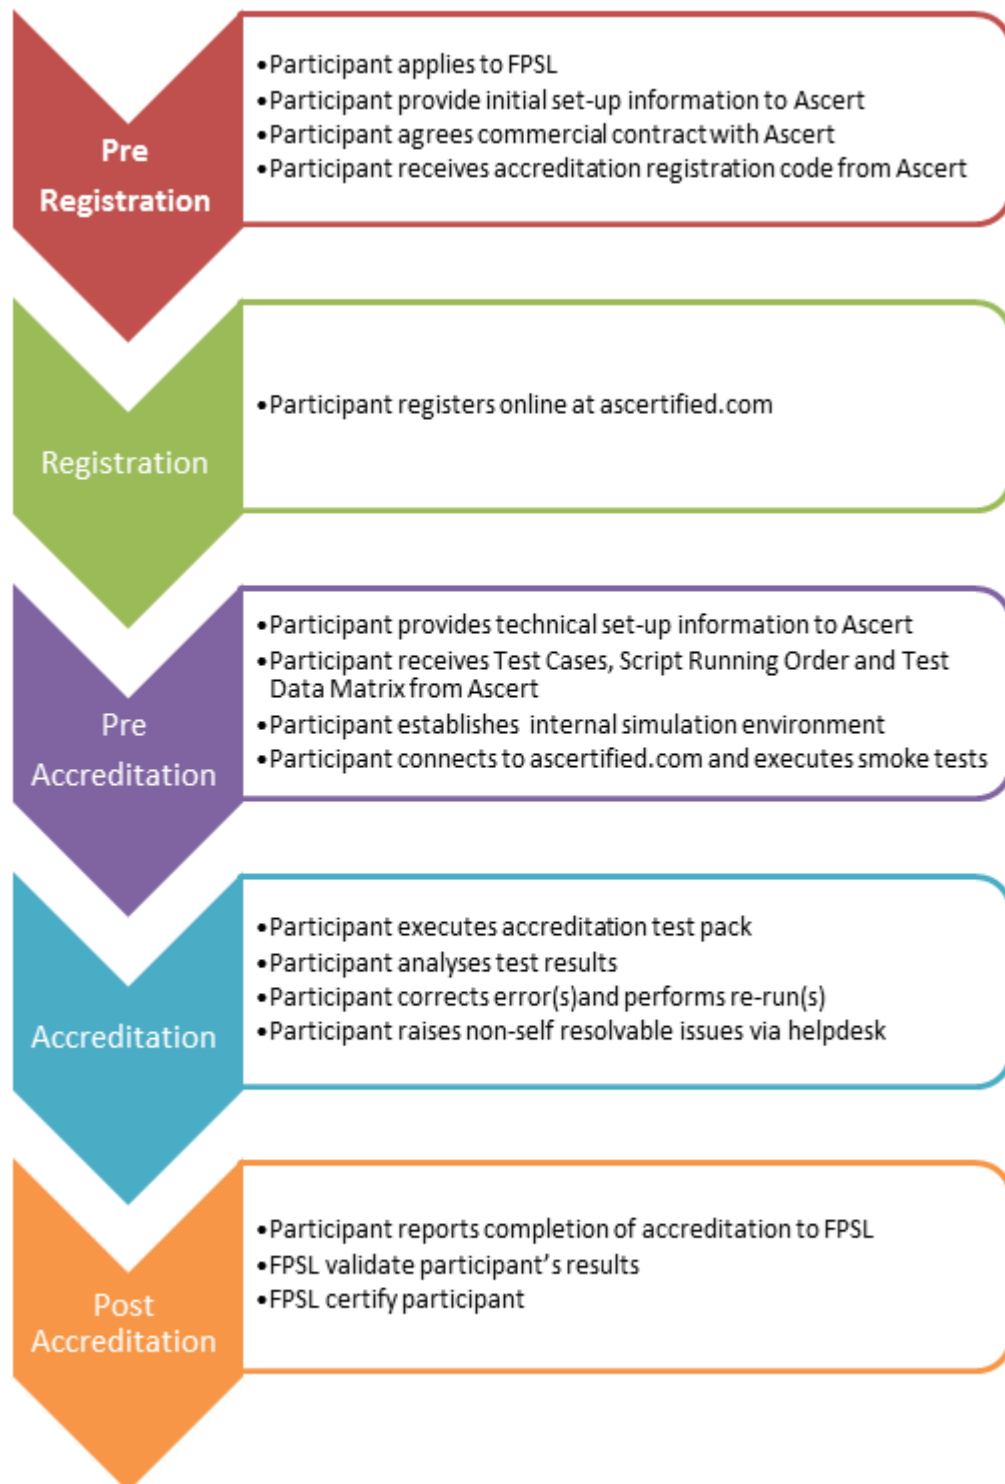 Pre
Registration
•Participant applies to FPSL
•Participant provide initial set-up information to Ascert
•Participant agrees commercial contract with Ascert
•Participant receives accreditation registration code from Ascert
Registration
•Participant registers online at ascertified.com
Pre
Accreditation
•Participant provides technical set-up information to Ascert
•Participant receives Test Cases, Script Running Order and Test
Data Matrix from Ascert
•Participant establishes internal simulation environment
•Participant connects to ascertified.com and executes smoke tests
Accreditation
•Participant executes accreditation test pack
•Participant analyses test results
•Participant corrects error(s)and performs re-run(s)
•Participant raises non-self resolvable issues via helpdesk
Post
Accreditation
•Participant reports completion of accreditation to FPSL
•FPSL validate participant's results
•FPSL certify participant